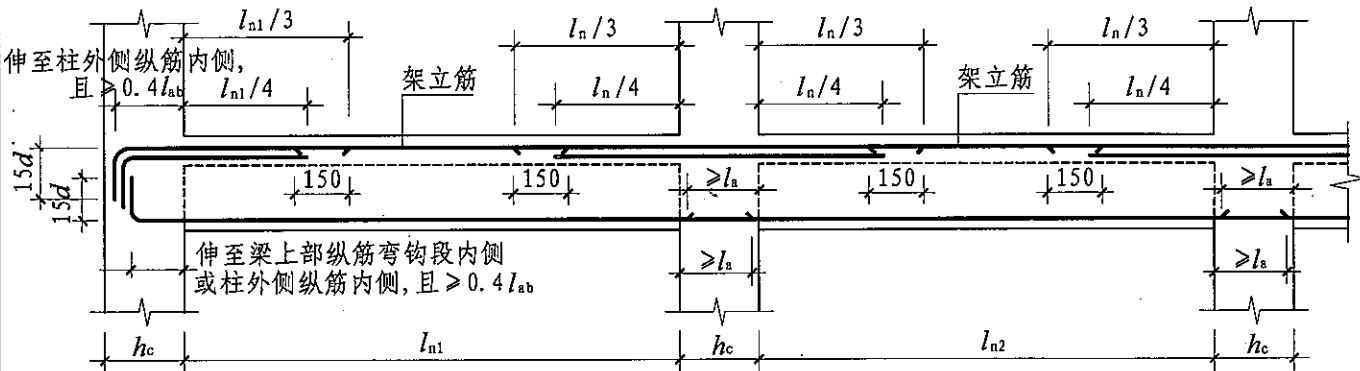 l_n1/3
l_n/3
l_n/3
l_n/3
伸至柱外侧纵筋内侧,
且≥0.4l_ab
l_n1/4
架立筋
l_n/4
l_n/4
架立筋
l_n/4
15d
15d
150
150
≥l_a
150
150
≥l_a
伸至梁上部纵筋弯钩段内侧
或柱外侧纵筋内侧,且≥0.4l_ab
≥l_a
≥l_a
h_c
l_n1
h_c
l_n2
h_c